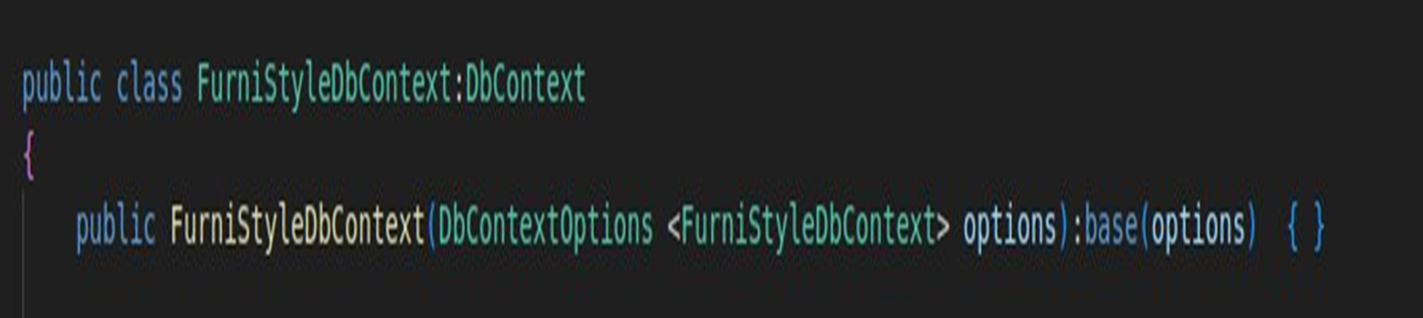 public class FurniStyleDbContext:DbContext
{
public FurniStyleDbContext(DbContextOptions <FurniStyleDbContext> options):base(options)  { }